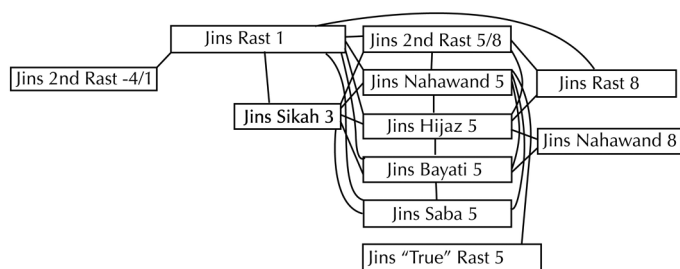 Jins Rast 1
Jins 2nd Rast 5/8
Jins 2nd Rast -4/1
Jins Nahawand 5
Jins Rast 8
Jins Sikah 3
Jins Hijaz 5
Jins Nahawand 8
Jins Bayati 5
Jins Saba 5
Jins “True” Rast 5